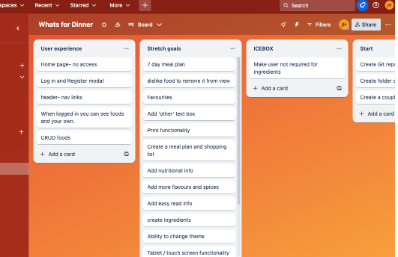 spaces Recent Starred More + Search
Whats for Dinner Board Filters JH Share
User experience
Home page- no access
Log in and Register modal
header- nav links
When logged in you can see foods
and your own.
CRUD foods
+ Add a card
Stretch goals
7 day meal plan
dislike food to remove it from view
Favourites
Add 'other' text box
Print functionality
Create a meal plan and shopping
list
Add nutritional info
Add more flavours and spices
Add easy read info
create ingredients
Ability to change theme
Tablet / touch screen functionality
ICEBOX
Make user not required for
ingredients
+ Add a card
Start
Create Git rep
Create folder s
Create a coupl
+ Add a card